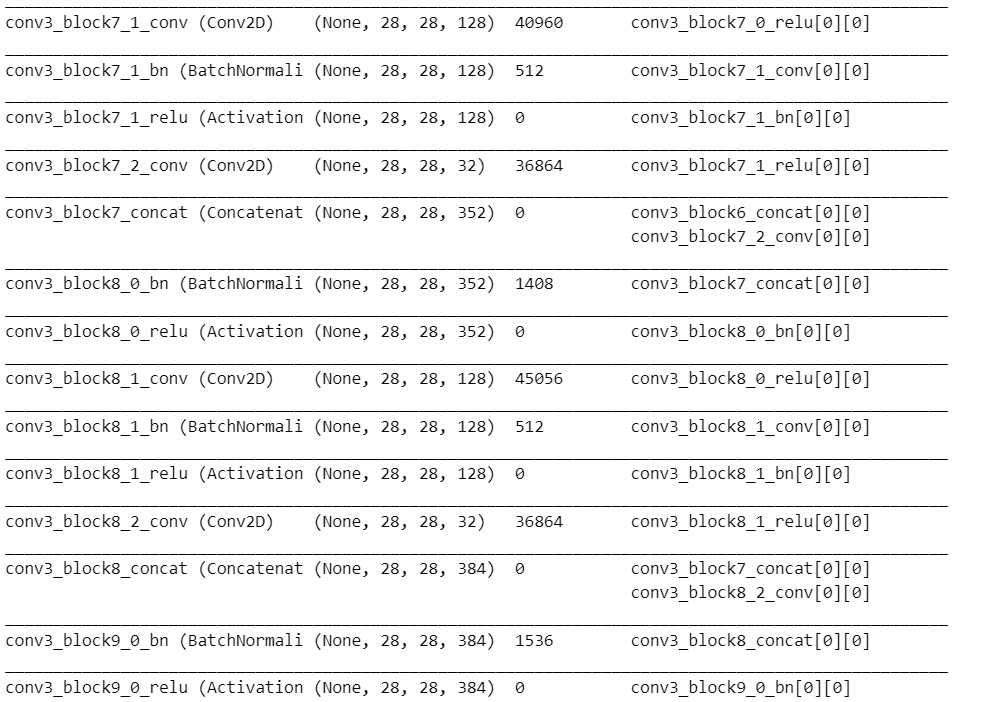 conv3_block7_1_conv (Conv2D) (None, 28, 28, 128) 40960 conv3_block7_0_relu[0][0]
conv3_block7_1_bn (BatchNormali (None, 28, 28, 128) 512 conv3_block7_1_conv[0][0]
conv3_block7_1_relu (Activation (None, 28, 28, 128) 0 conv3_block7_1_bn[0][0]
conv3_block7_2_conv (Conv2D) (None, 28, 28, 32) 36864 conv3_block7_1_relu[0][0]
conv3_block7_concat (Concatenat (None, 28, 28, 352) 0 conv3_block6_concat[0][0]
conv3_block7_2_conv[0][0]
conv3_block8_0_bn (BatchNormali (None, 28, 28, 352) 1408 conv3_block7_concat[0][0]
conv3_block8_0_relu (Activation (None, 28, 28, 352) 0 conv3_block8_0_bn[0][0]
conv3_block8_1_conv (Conv2D) (None, 28, 28, 128) 45056 conv3_block8_0_relu[0][0]
conv3_block8_1_bn (BatchNormali (None, 28, 28, 128) 512 conv3_block8_1_conv[0][0]
conv3_block8_1_relu (Activation (None, 28, 28, 128) 0 conv3_block8_1_bn[0][0]
conv3_block8_2_conv (Conv2D) (None, 28, 28, 32) 36864 conv3_block8_1_relu[0][0]
conv3_block8_concat (Concatenat (None, 28, 28, 384) 0 conv3_block7_concat[0][0]
conv3_block8_2_conv[0][0]
conv3_block9_0_bn (BatchNormali (None, 28, 28, 384) 1536 conv3_block8_concat[0][0]
conv3_block9_0_relu (Activation (None, 28, 28, 384) 0 conv3_block9_0_bn[0][0]